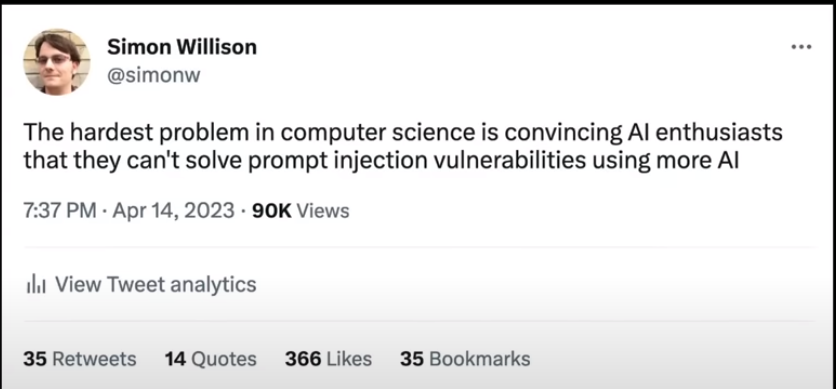 Simon Willison
@simonw
The hardest problem in computer science is convincing AI enthusiasts
that they can't solve prompt injection vulnerabilities using more AI
7:37 PM · Apr 14, 2023 · 90K Views
View Tweet analytics
35 Retweets 14 Quotes 366 Likes 35 Bookmarks